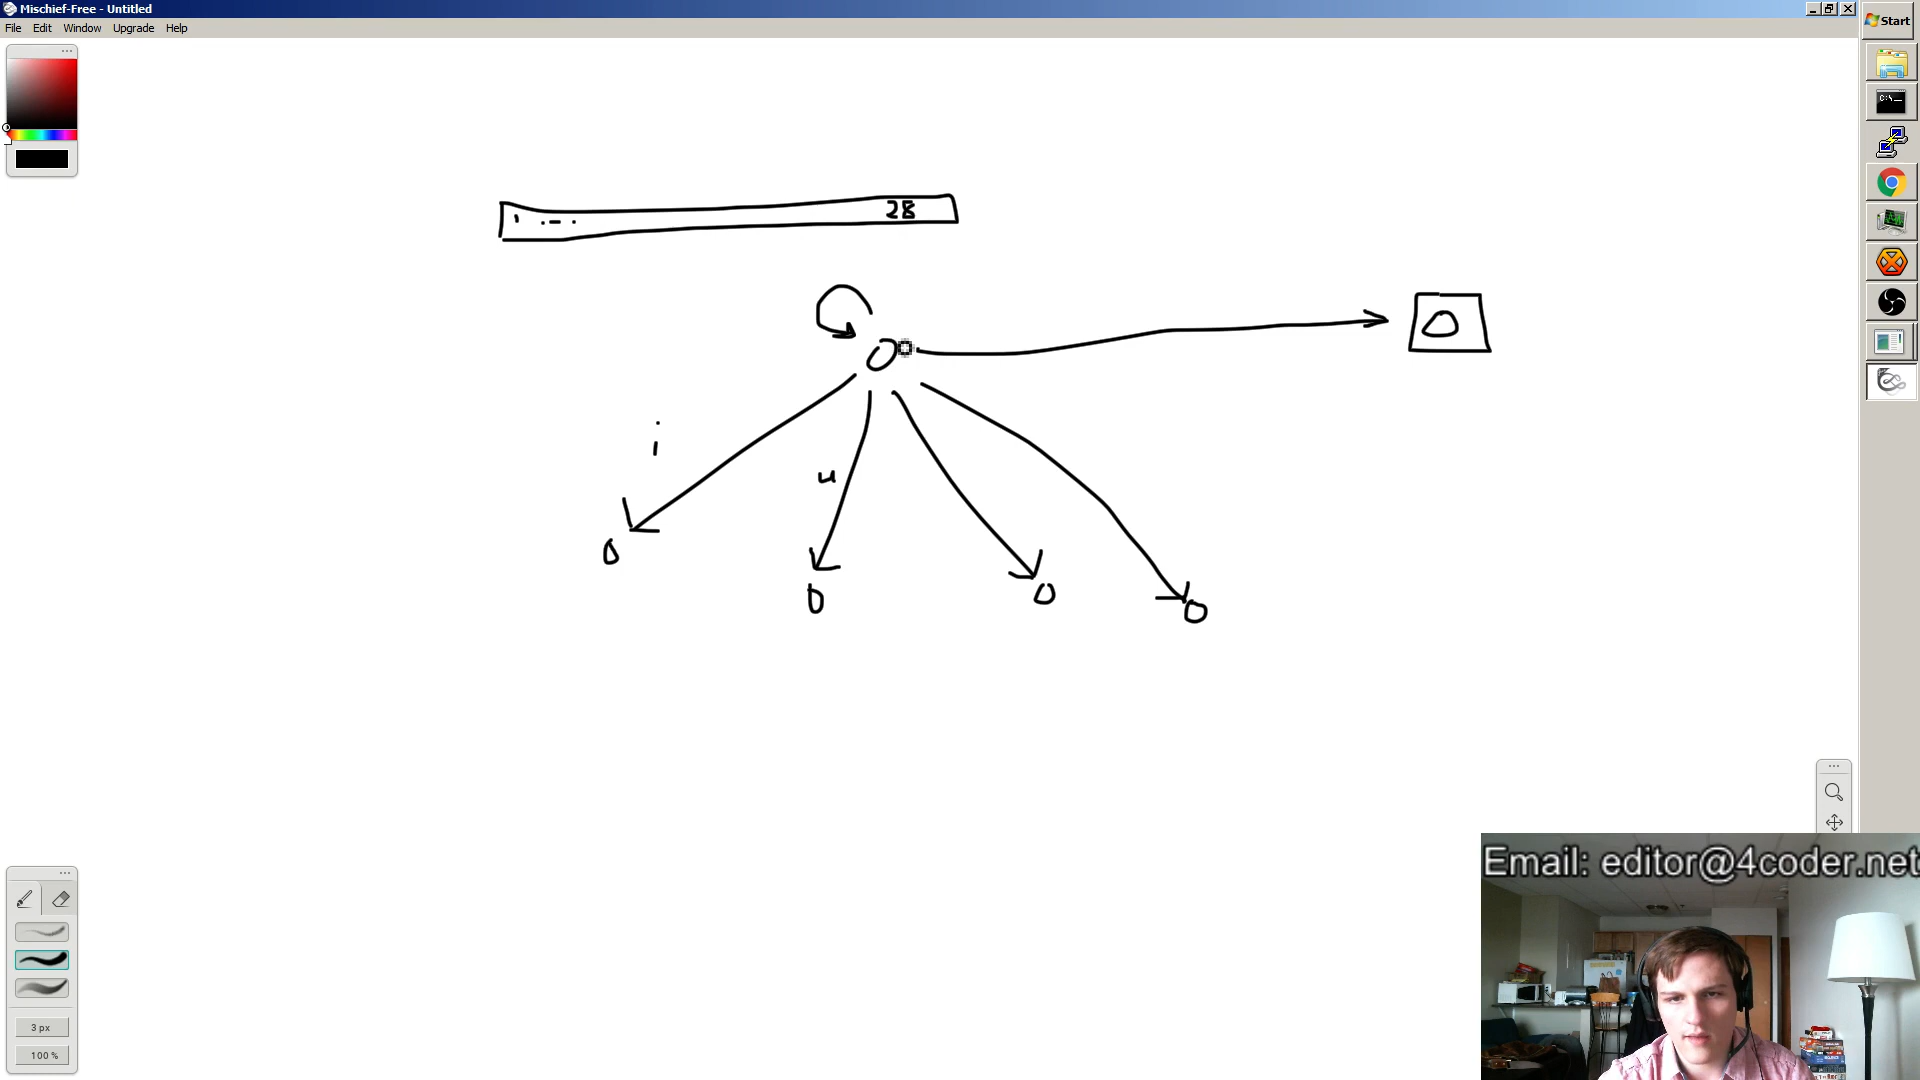 Mischief-Free - Untitled
File Edit Window Upgrade Help
Start
C:\_
28
i
u
3 px
100 %
Email: editor@4coder.net